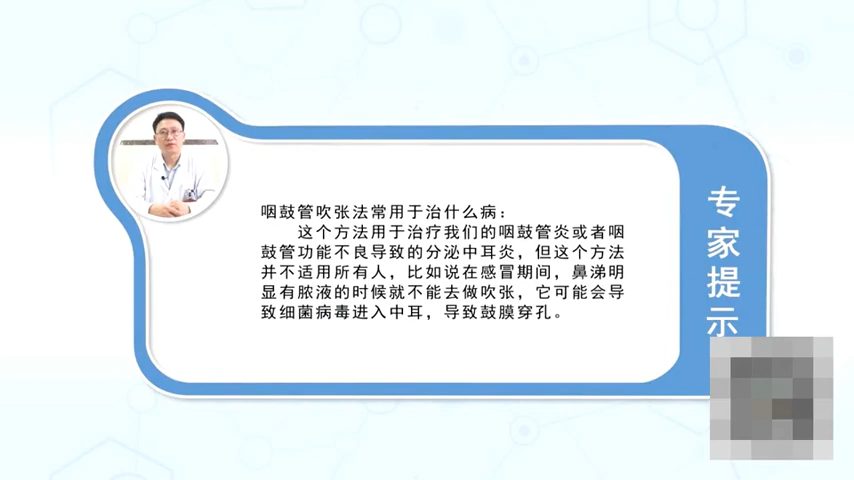 咽鼓管吹张法常用于治什么病：
这个方法用于治疗我们的咽鼓管炎或者咽
鼓管功能不良导致的分泌中耳炎，但这个方法
并不适用所有人，比如说在感冒期间，鼻涕明
显有脓液的时候就不能去做吹张，它可能会导
致细菌病毒进入中耳，导致鼓膜穿孔。
专家提示